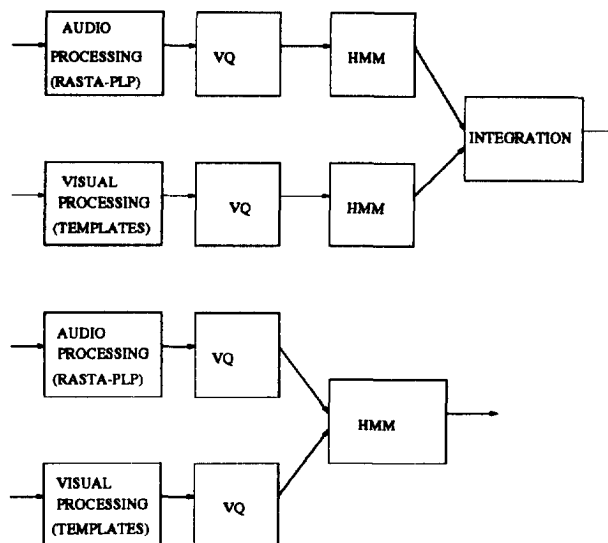 AUDIO
PROCESSING
(RASTA-PLP)
VQ
HMM
INTEGRATION
VISUAL
PROCESSING
(TEMPLATES)
VQ
HMM
AUDIO
PROCESSING
(RASTA-PLP)
VQ
HMM
VISUAL
PROCESSING
(TEMPLATES)
VQ